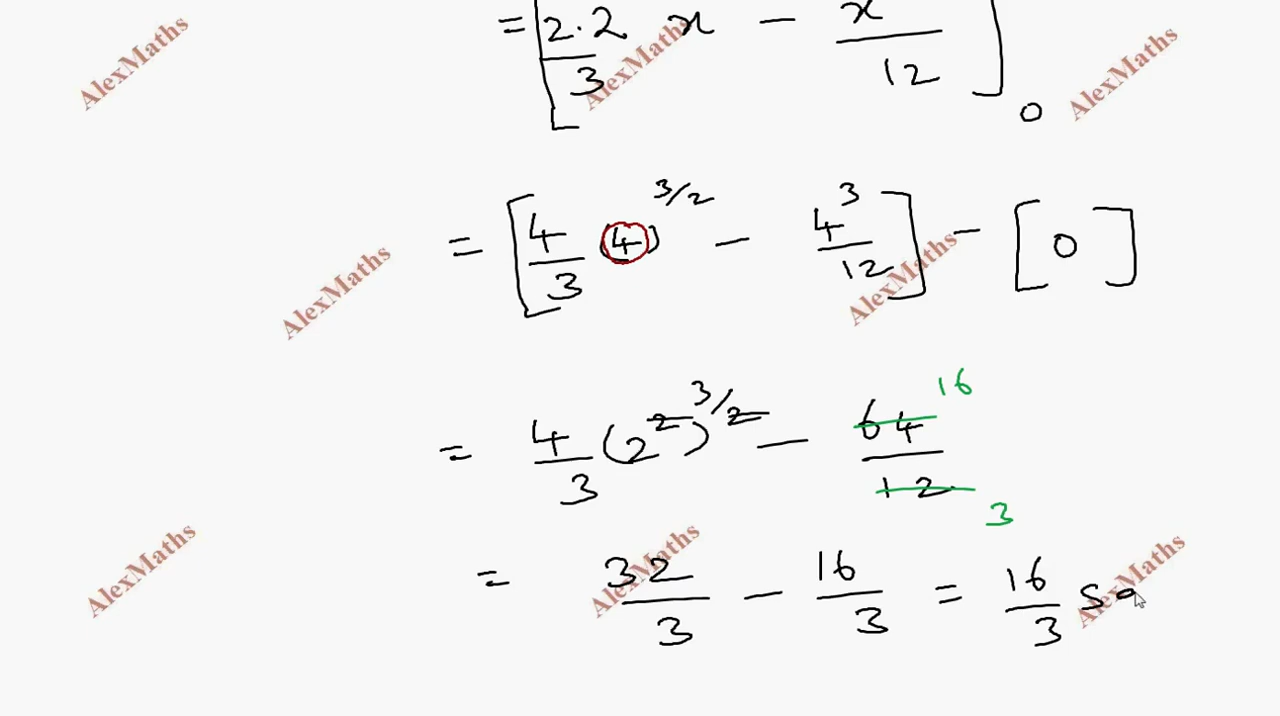 = [2·2/3 x - x/12]0
= [4/3 (4)^3/2 - 4^3/12] - [0]
= 4/3 (2^2)^3/2 - 64/12 16 3
= 32/3 - 16/3 = 16/3
AlexMaths
AlexMaths
AlexMaths
AlexMaths
AlexMaths
AlexMaths
AlexMaths
AlexMaths